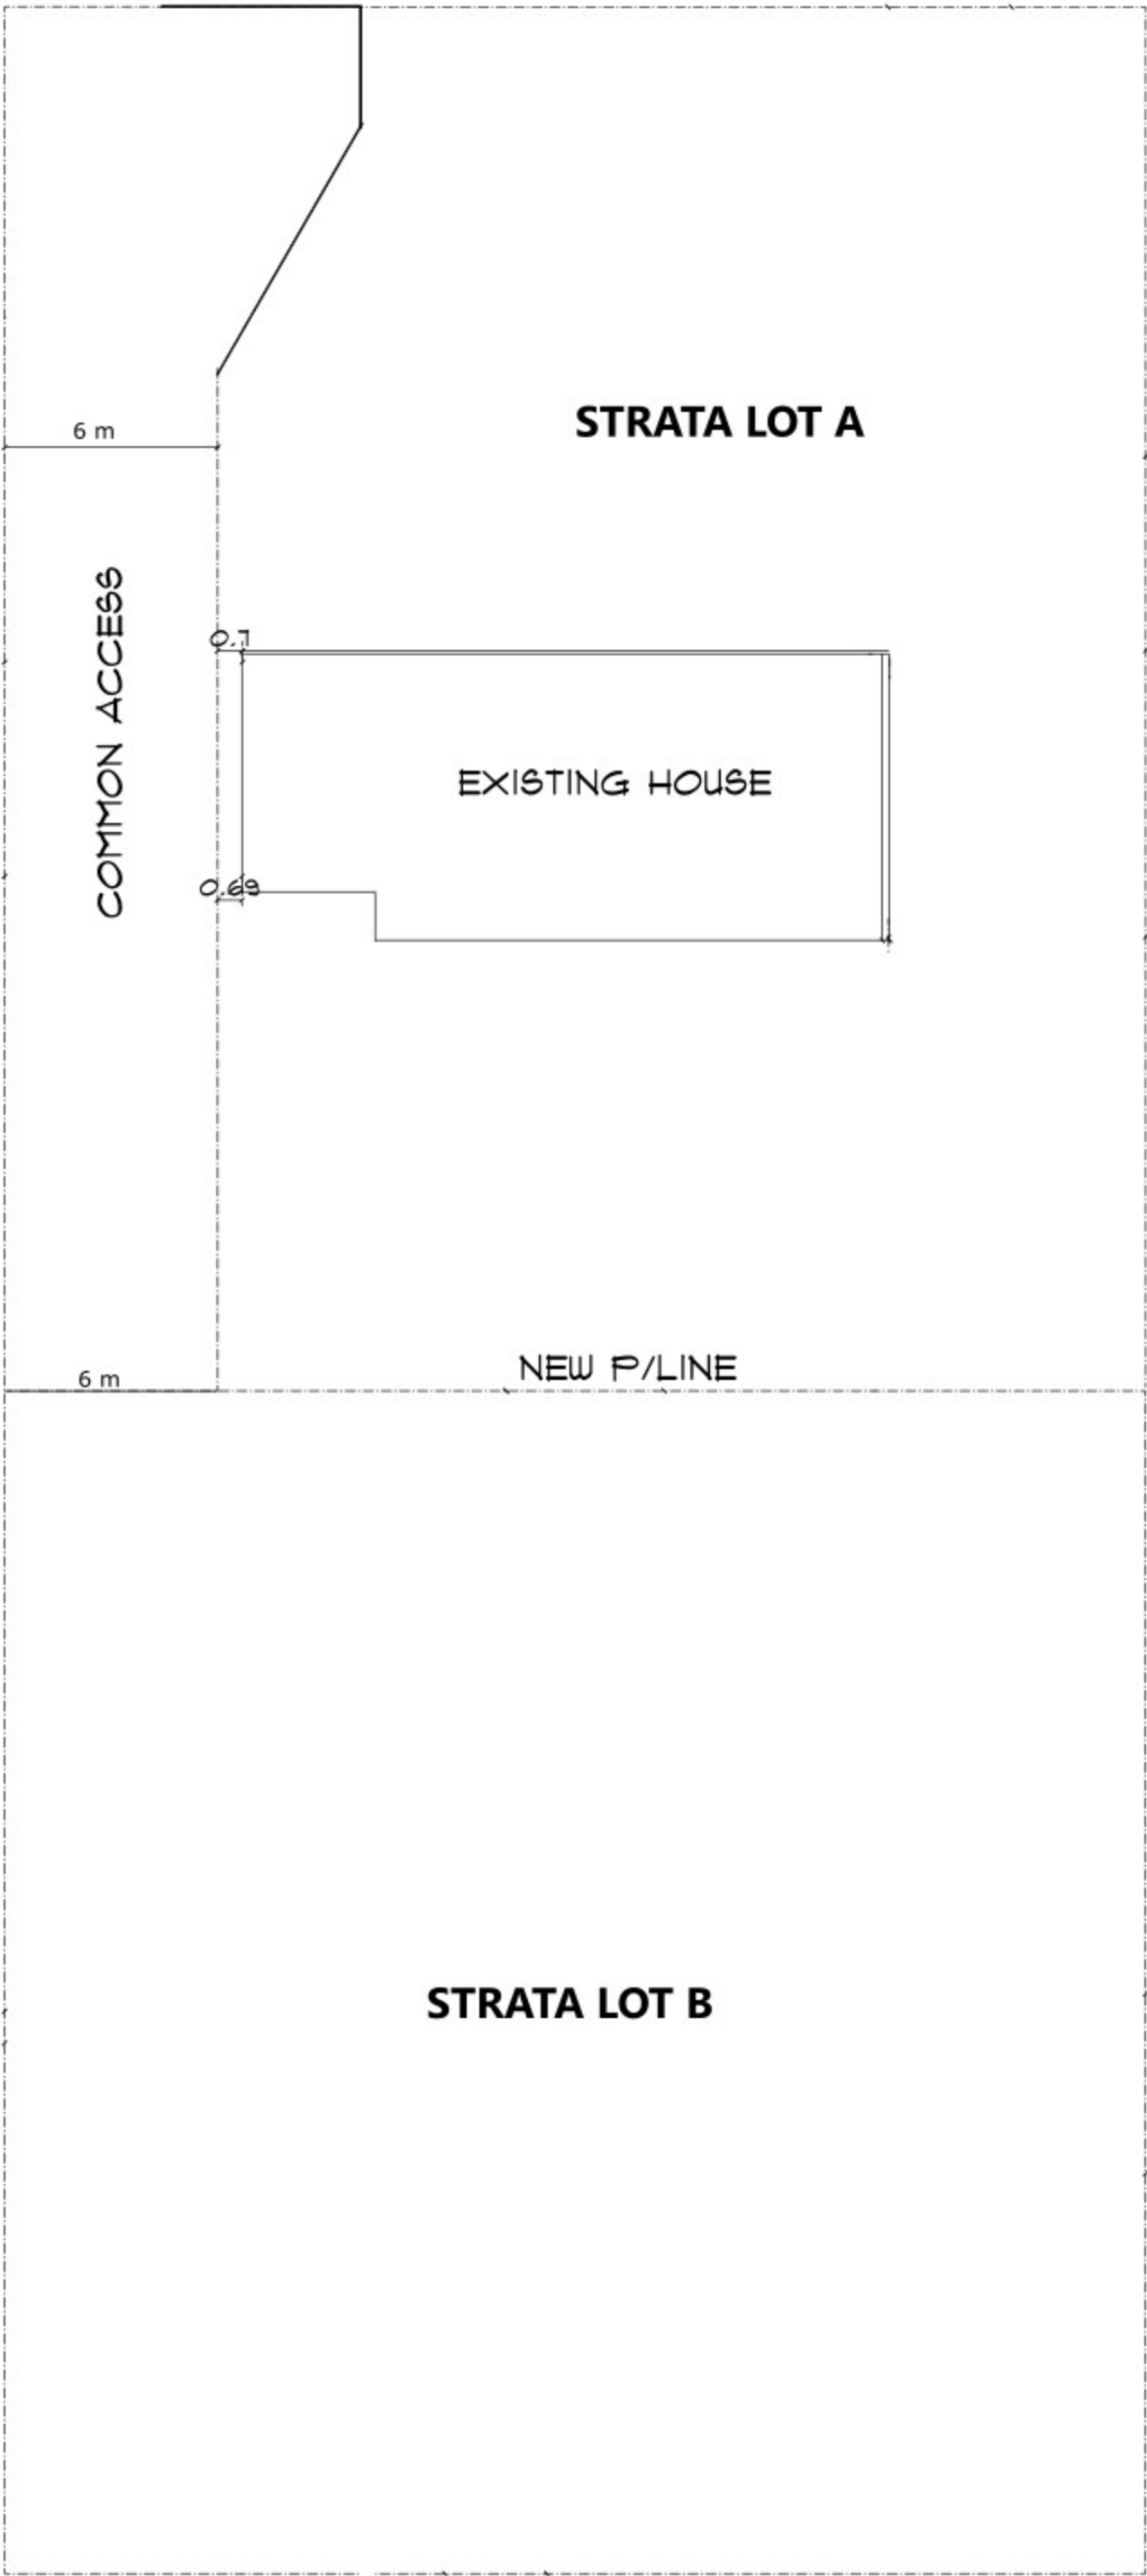 STRATA LOT A
6 m
COMMON ACCESS
0.7
EXISTING HOUSE
0.69
NEW P/LINE
6 m
STRATA LOT B